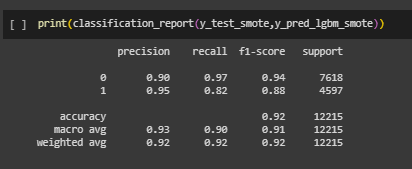 [ ] print(classification_report(y_test_smote,y_pred_lgbm_smote))
precision recall f1-score support
0 0.90 0.97 0.94 7618
1 0.95 0.82 0.88 4597
accuracy 0.92 12215
macro avg 0.93 0.90 0.91 12215
weighted avg 0.92 0.92 0.92 12215